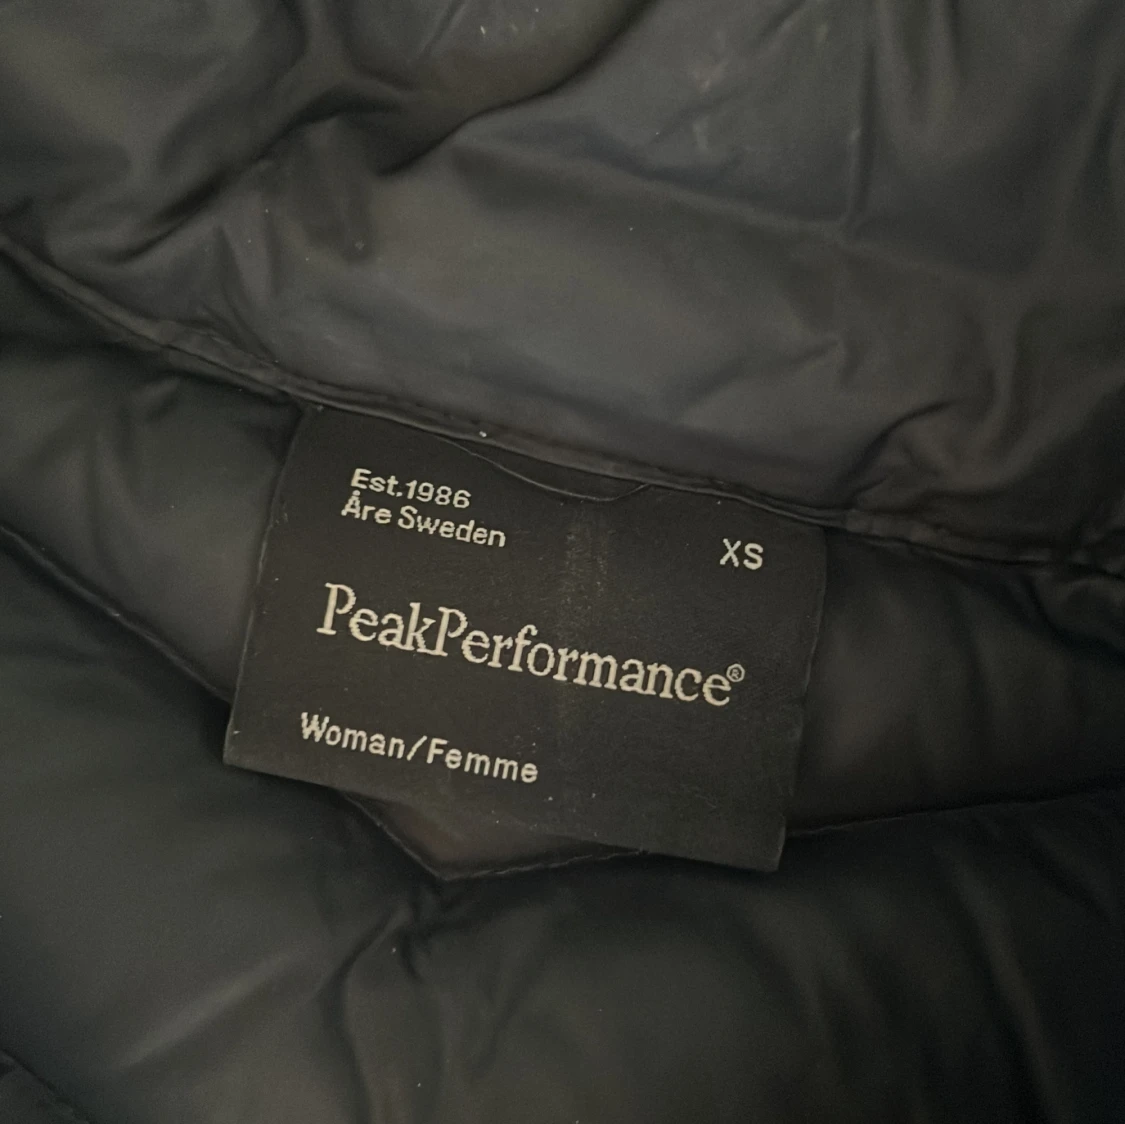 Est.1986
Åre Sweden
XS
PeakPerformance®
Woman/Femme